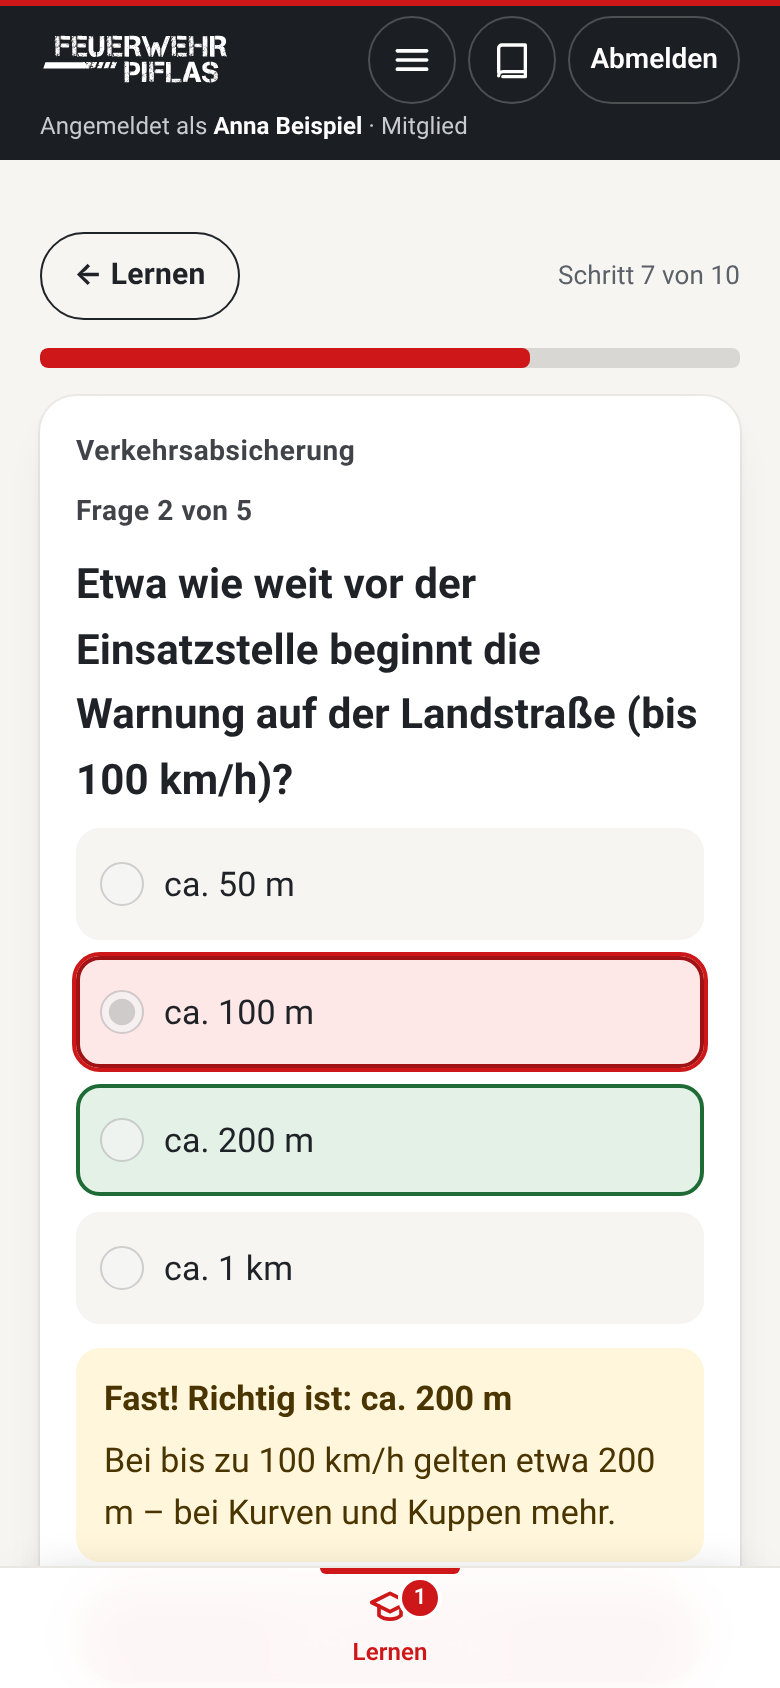 FEUERWEHR
PIFLAS
Abmelden
Angemeldet als Anna Beispiel · Mitglied
← Lernen
Schritt 7 von 10
Verkehrsabsicherung
Frage 2 von 5
Etwa wie weit vor der
Einsatzstelle beginnt die
Warnung auf der Landstraße (bis
100 km/h)?
ca. 50 m
ca. 100 m
ca. 200 m
ca. 1 km
Fast! Richtig ist: ca. 200 m
Bei bis zu 100 km/h gelten etwa 200
m – bei Kurven und Kuppen mehr.
1
Lernen